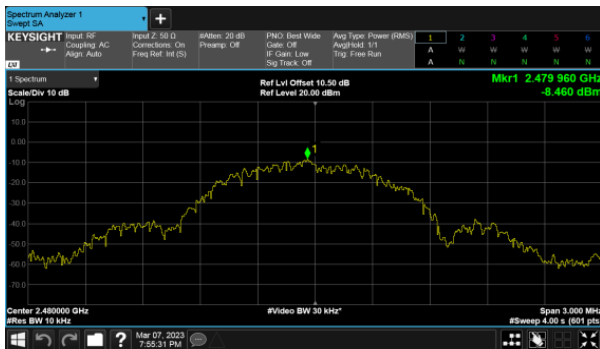 Spectrum Analyzer 1
Swept SA
+
KEYSIGHT Input: RF Input Z: 50 Ω #Atten: 20 dB PNO: Best Wide Avg Type: Power (RMS) 1 2 3 4 5 6
Coupling: AC Corrections: On Preamp: Off Gate: Off Avg|Hold: 1/1 A W W W W W
Align: Auto Freq Ref: Int (S) IF Gain: Low Trig: Free Run
LXI Sig Track: Off A N N N N N
1 Spectrum Ref Lvl Offset 10.50 dB Mkr1 2.479 960 GHz
Scale/Div 10 dB Ref Level 20.00 dBm -8.460 dBm
Log
10.0
0.00
1
-10.0
-20.0
-30.0
-40.0
-50.0
-60.0
-70.0
Center 2.480000 GHz #Video BW 30 kHz* Span 3.000 MHz
#Res BW 10 kHz #Sweep 4.00 s (601 pts)
? Mar 07, 2023
7:55:31 PM